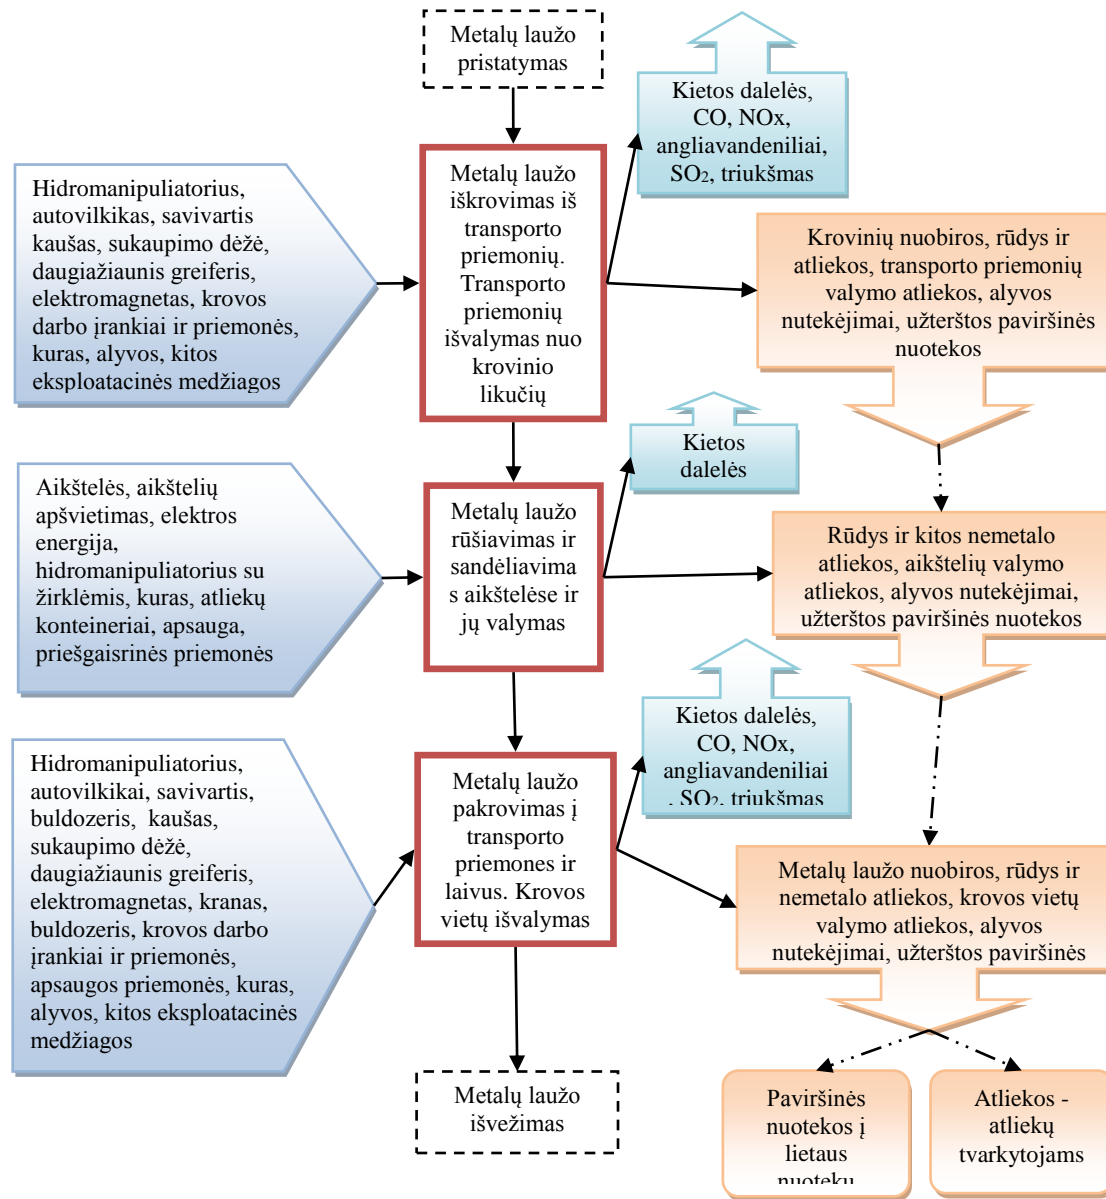 Metalų laužo
pristatymas
Kietos dalelės,
CO, NOx,
angliavandeniliai,
SO₂, triukšmas
Hidromanipuliatorius,
autovilkikas, savivartis
kaušas, sukaupimo dėžė,
daugiažiaunis greiferis,
elektromagnetas, krovos
darbo įrankiai ir priemonės,
kuras, alyvos, kitos
eksploatacinės medžiagos
Metalų laužo
iškrovimas iš
transporto
priemonių.
Transporto
priemonių
išvalymas nuo
krovinio
likučių
Krovinių nuobiros, rūdys ir
atliekos, transporto priemonių
valymo atliekos, alyvos
nutekėjimai, užterštos paviršinės
nuotekos
Kietos
dalelės
Aikštelės, aikštelių
apšvietimas, elektros
energija,
hidromanipuliatorius su
žirklėmis, kuras, atliekų
konteineriai, apsauga,
priešgaisrinės priemonės
Metalų laužo
rūšiavimas ir
sandėliavima
s aikštelėse ir
jų valymas
Rūdys ir kitos nemetalo
atliekos, aikštelių valymo
atliekos, alyvos nutekėjimai,
užterštos paviršinės nuotekos
Kietos dalelės,
CO, NOx,
angliavandeniliai
, SO₂, triukšmas
Hidromanipuliatorius,
autovilkikai, savivartis,
buldozeris, kaušas,
sukaupimo dėžė,
daugiažiaunis greiferis,
elektromagnetas, kranas,
buldozeris, krovos darbo
įrankiai ir priemonės,
apsaugos priemonės, kuras,
alyvos, kitos eksploatacinės
medžiagos
Metalų laužo
pakrovimas į
transporto
priemones ir
laivus. Krovos
vietų išvalymas
Metalų laužo nuobiros, rūdys ir
nemetalo atliekos, krovos vietų
valymo atliekos, alyvos
nutekėjimai, užterštos paviršinės
Metalų laužo
išvežimas
Paviršinės
nuotekos į
lietaus
nuotekų
Atliekos -
atliekų
tvarkytojams